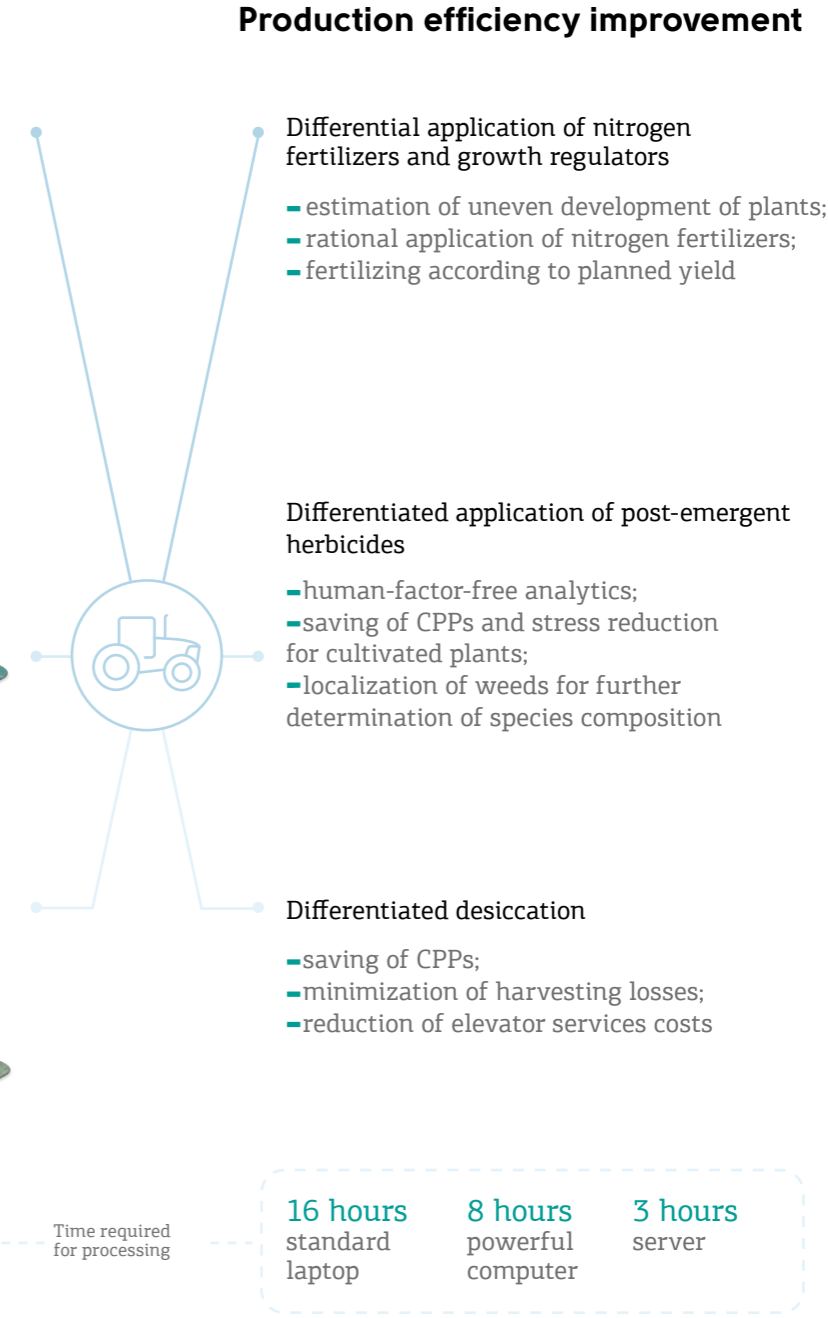 Production efficiency improvement
Differential application of nitrogen
fertilizers and growth regulators
- estimation of uneven development of plants;
- rational application of nitrogen fertilizers;
- fertilizing according to planned yield
Differentiated application of post-emergent
herbicides
-human-factor-free analytics;
-saving of CPPs and stress reduction
for cultivated plants;
-localization of weeds for further
determination of species composition
Differentiated desiccation
-saving of CPPs;
-minimization of harvesting losses;
-reduction of elevator services costs
Time required
for processing
16 hours
standard
laptop
8 hours
powerful
computer
3 hours
server